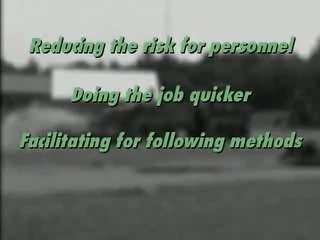 Reducing the risk for personnel
Doing the job quicker
Facilitating for following methods